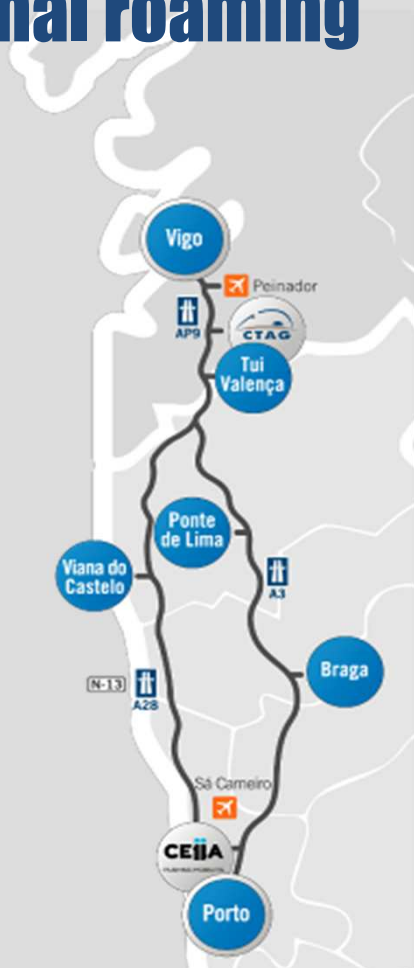 nal roaming
Vigo
Peinador
AP9
CTAG
Tui
Valença
Ponte
de Lima
Viana do
Castelo
A3
Braga
N-13
A28
Sá Carneiro
CEiiA
Porto